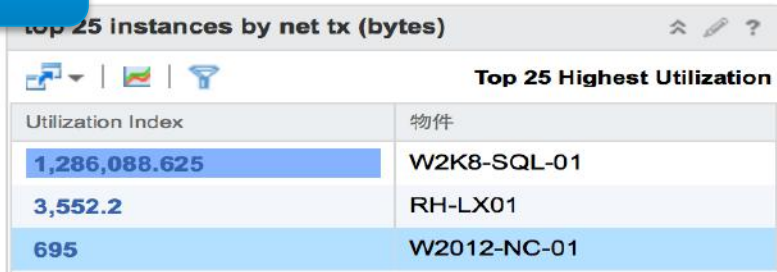 top 25 instances by net tx (bytes)
Top 25 Highest Utilization
Utilization Index 物件
1,286,088.625 W2K8-SQL-01
3,552.2 RH-LX01
695 W2012-NC-01